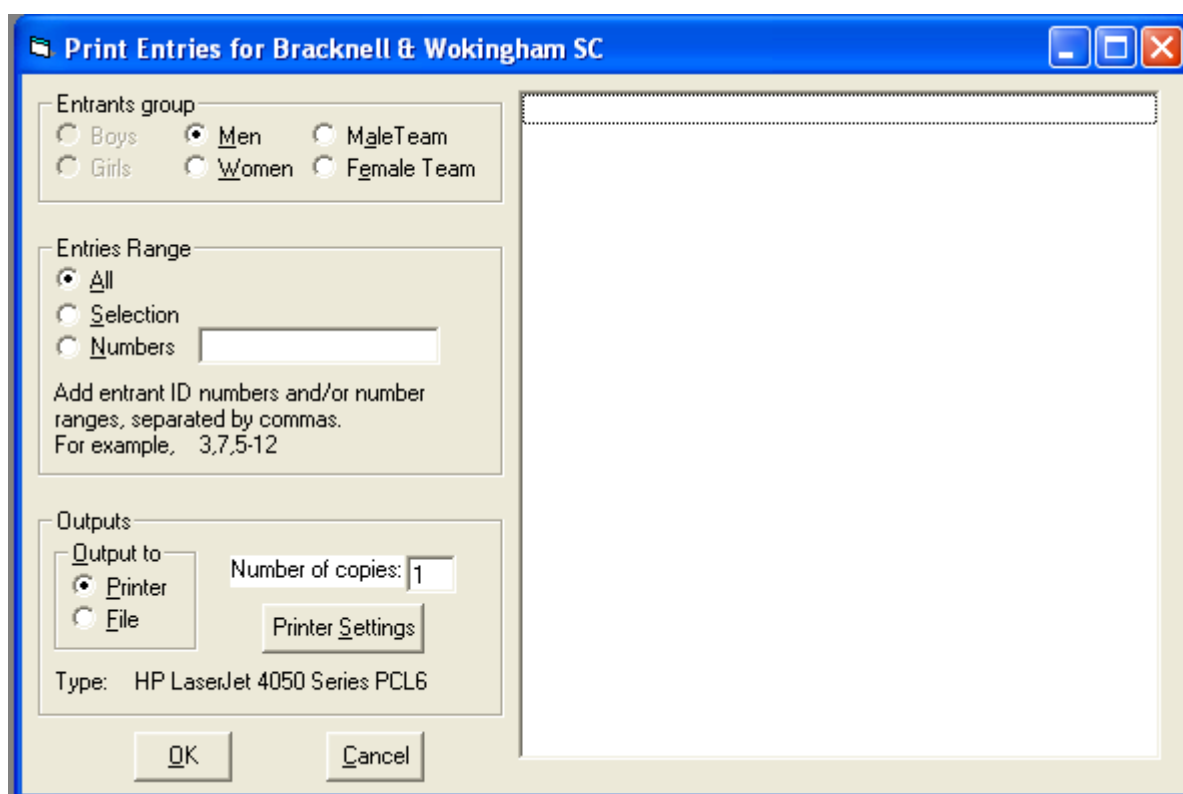 Print Entries for Bracknell & Wokingham SC
Entrants group
Boys Men MaleTeam
Girls Women Female Team
Entries Range
All
Selection
Numbers
Add entrant ID numbers and/or number
ranges, separated by commas.
For example, 3,7,5-12
Outputs
Output to
Printer
File
Number of copies: 1
Printer Settings
Type: HP LaserJet 4050 Series PCL6
OK Cancel